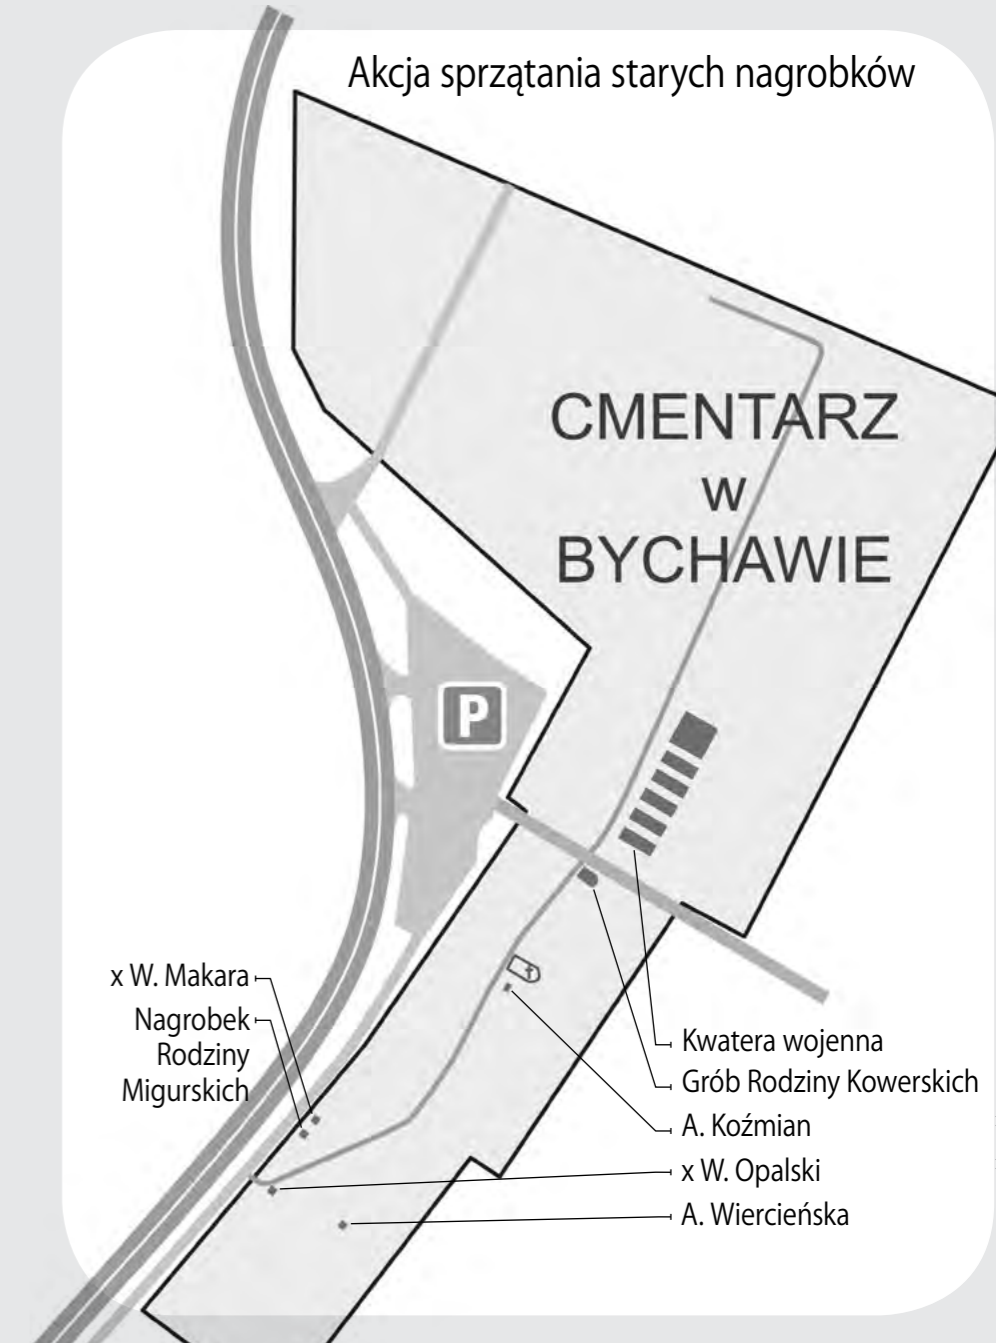 Akcja sprzątania starych nagrobków
CMENTARZ
w
BYCHAWIE
P
x W. Makara
Nagrobek
Rodziny
Migurskich
Kwatera wojenna
Grób Rodziny Kowerskich
A. Koźmian
x W. Opalski
A. Wiercieńska